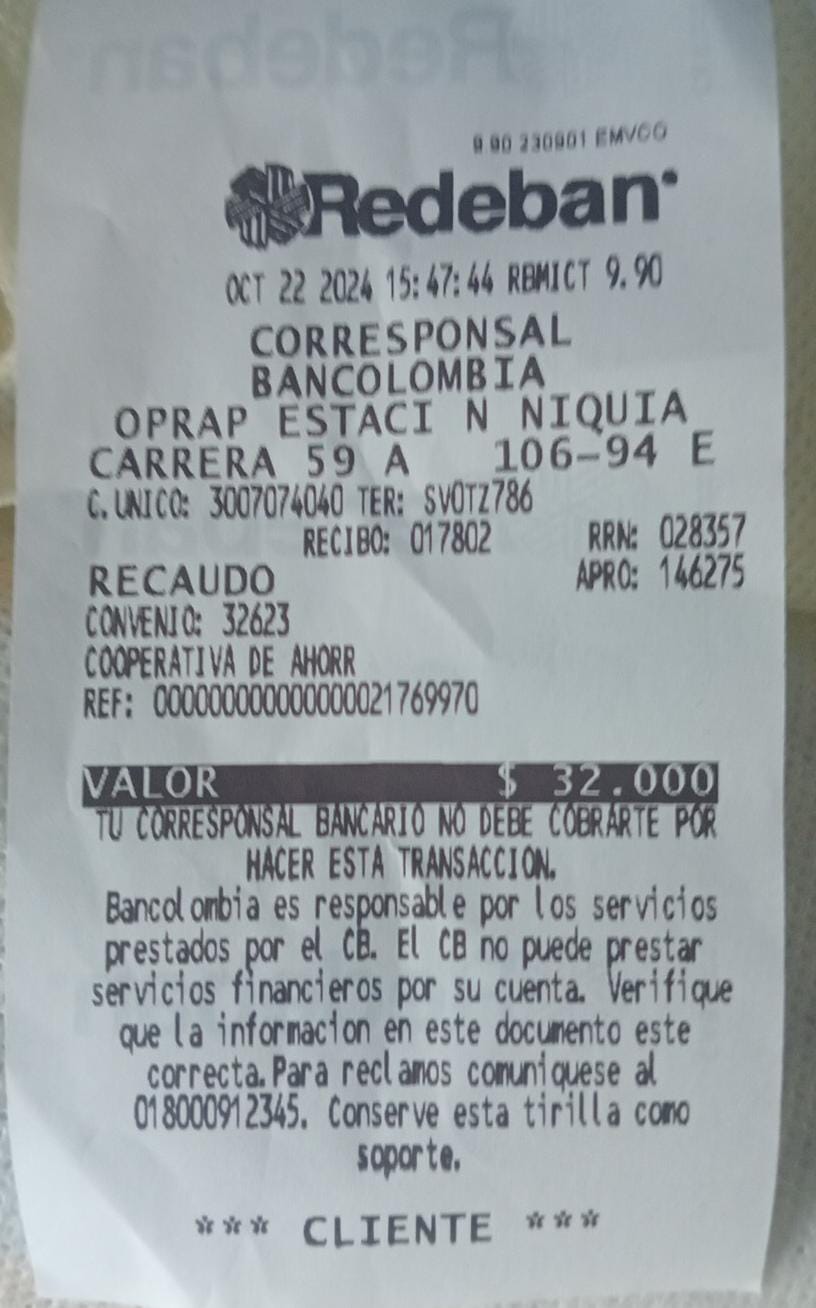 9.90 230901 EMVCO
Redeban
OCT 22 2024 15:47:44 RBMICT 9.90
CORRESPONSAL
BANCOLOMBIA
OPRAP ESTACI N NIQUIA
CARRERA 59 A 106-94 E
C. UNICO: 3007074040 TER: SVOTZ786
RECIBO: 017802 RRN: 028357
RECAUDO APRO: 146275
CONVENIO: 32623
COOPERATIVA DE AHORR
REF: 000000000000000021769970
VALOR $ 32.000
TU CORRESPONSAL BANCARIO NO DEBE COBRARTE POR
HACER ESTA TRANSACCION.
Bancolombia es responsable por los servicios
prestados por el CB. El CB no puede prestar
servicios financieros por su cuenta. Verifique
que la informacion en este documento este
correcta.Para reclamos comuniquese al
018000912345. Conserve esta tirilla como
soporte.
*** CLIENTE ***